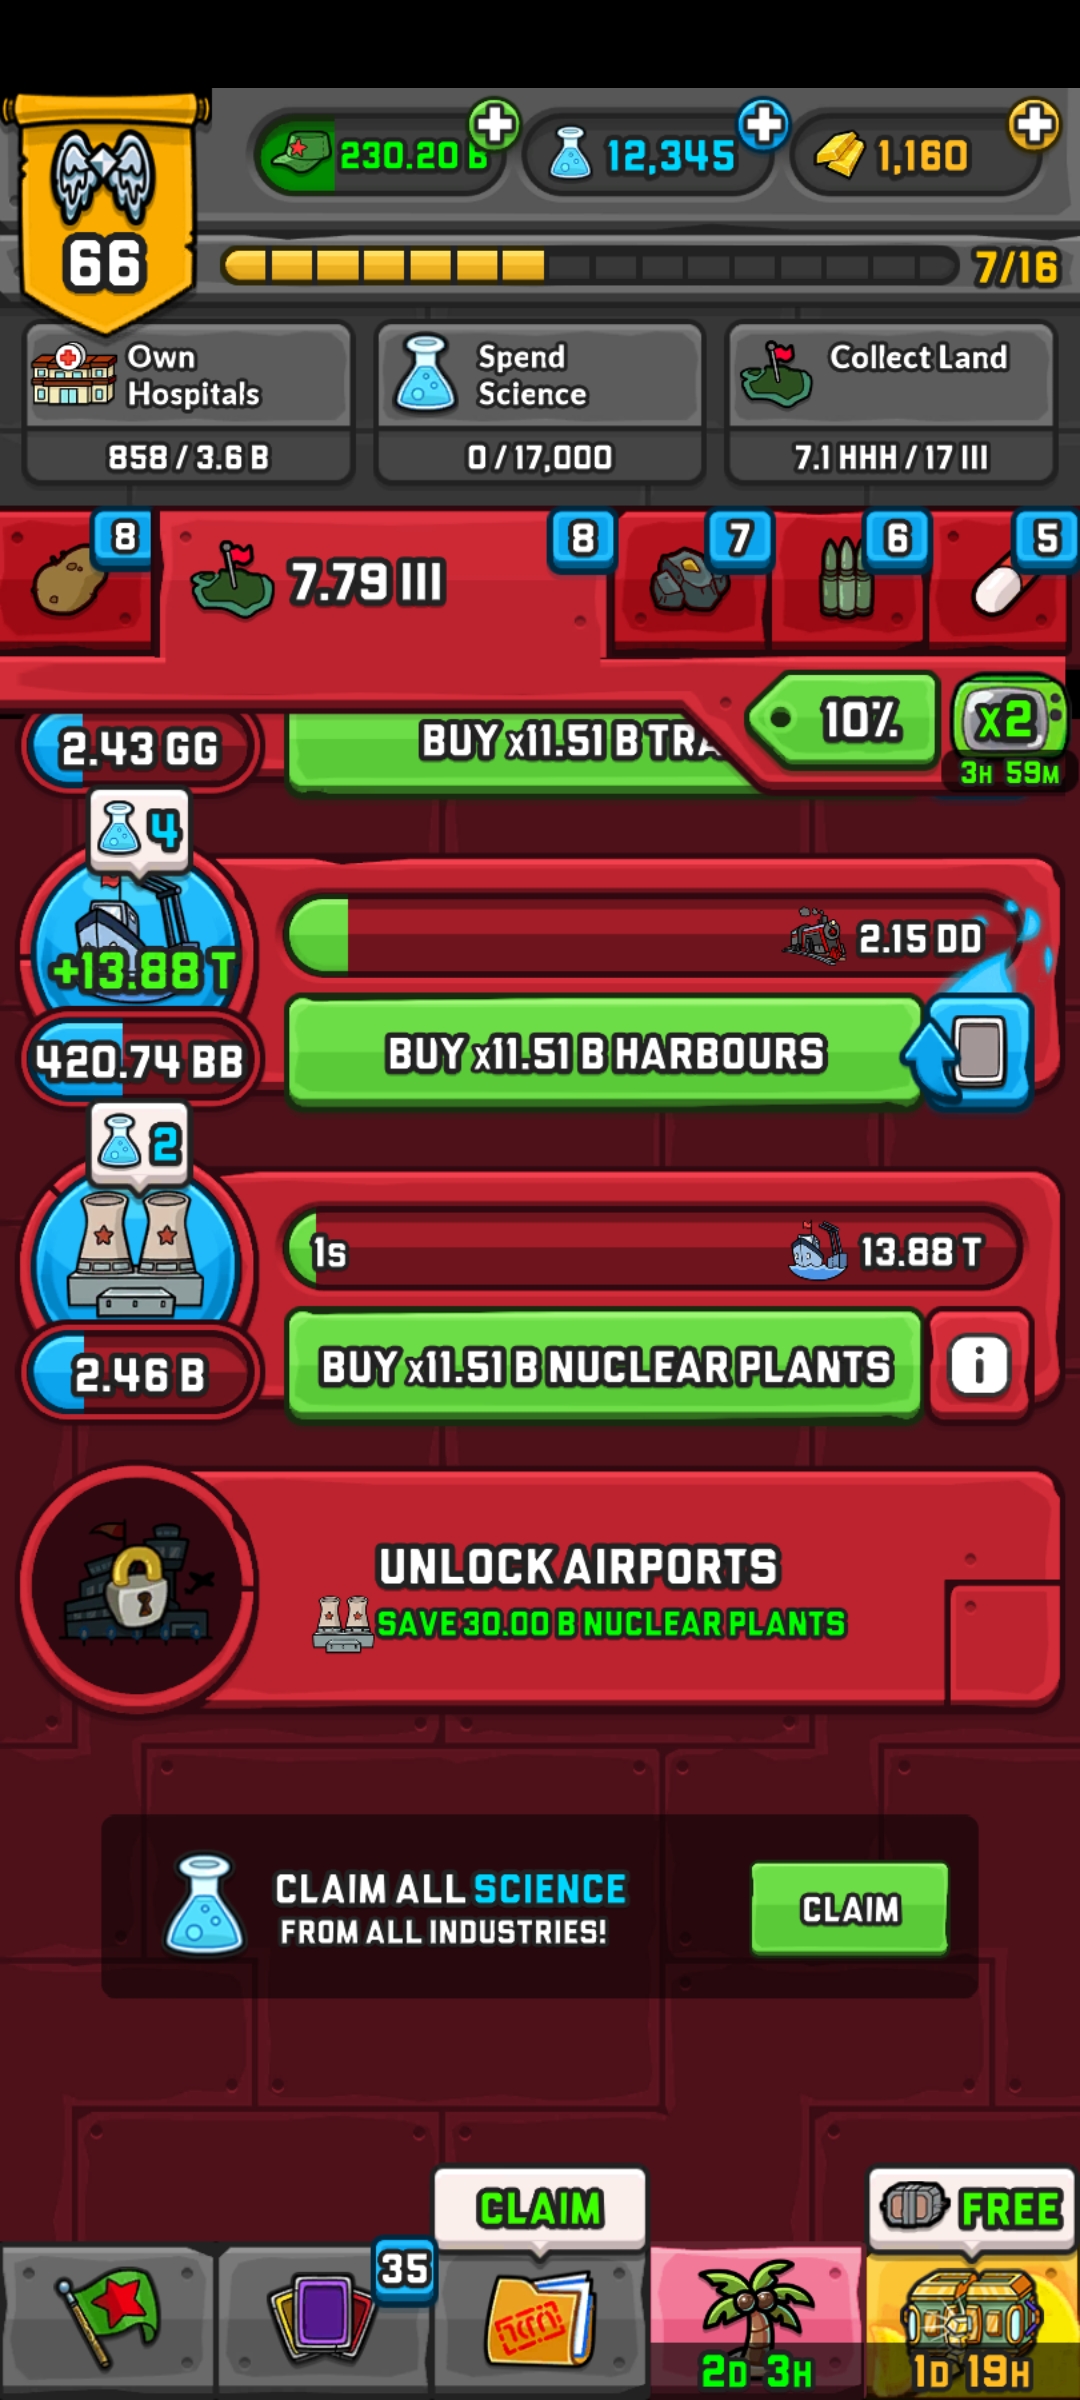 66
230.20 B
12,345
1,160
7/16
Own
Hospitals
858 / 3.6 B
Spend
Science
0 / 17,000
Collect Land
7.1 HHH / 17 III
8
7.79 III
8
7
6
5
10%
x2
3H 59M
2.43 GG
BUY x11.51 B TRA
4
+13.88 T
420.74 BB
2.15 DD
BUY x11.51 B HARBOURS
2
2.46 B
1s
13.88 T
BUY x11.51 B NUCLEAR PLANTS
i
UNLOCK AIRPORTS
SAVE 30.00 B NUCLEAR PLANTS
CLAIM ALL SCIENCE
FROM ALL INDUSTRIES!
CLAIM
CLAIM
FREE
35
2D 3H
1D 19H